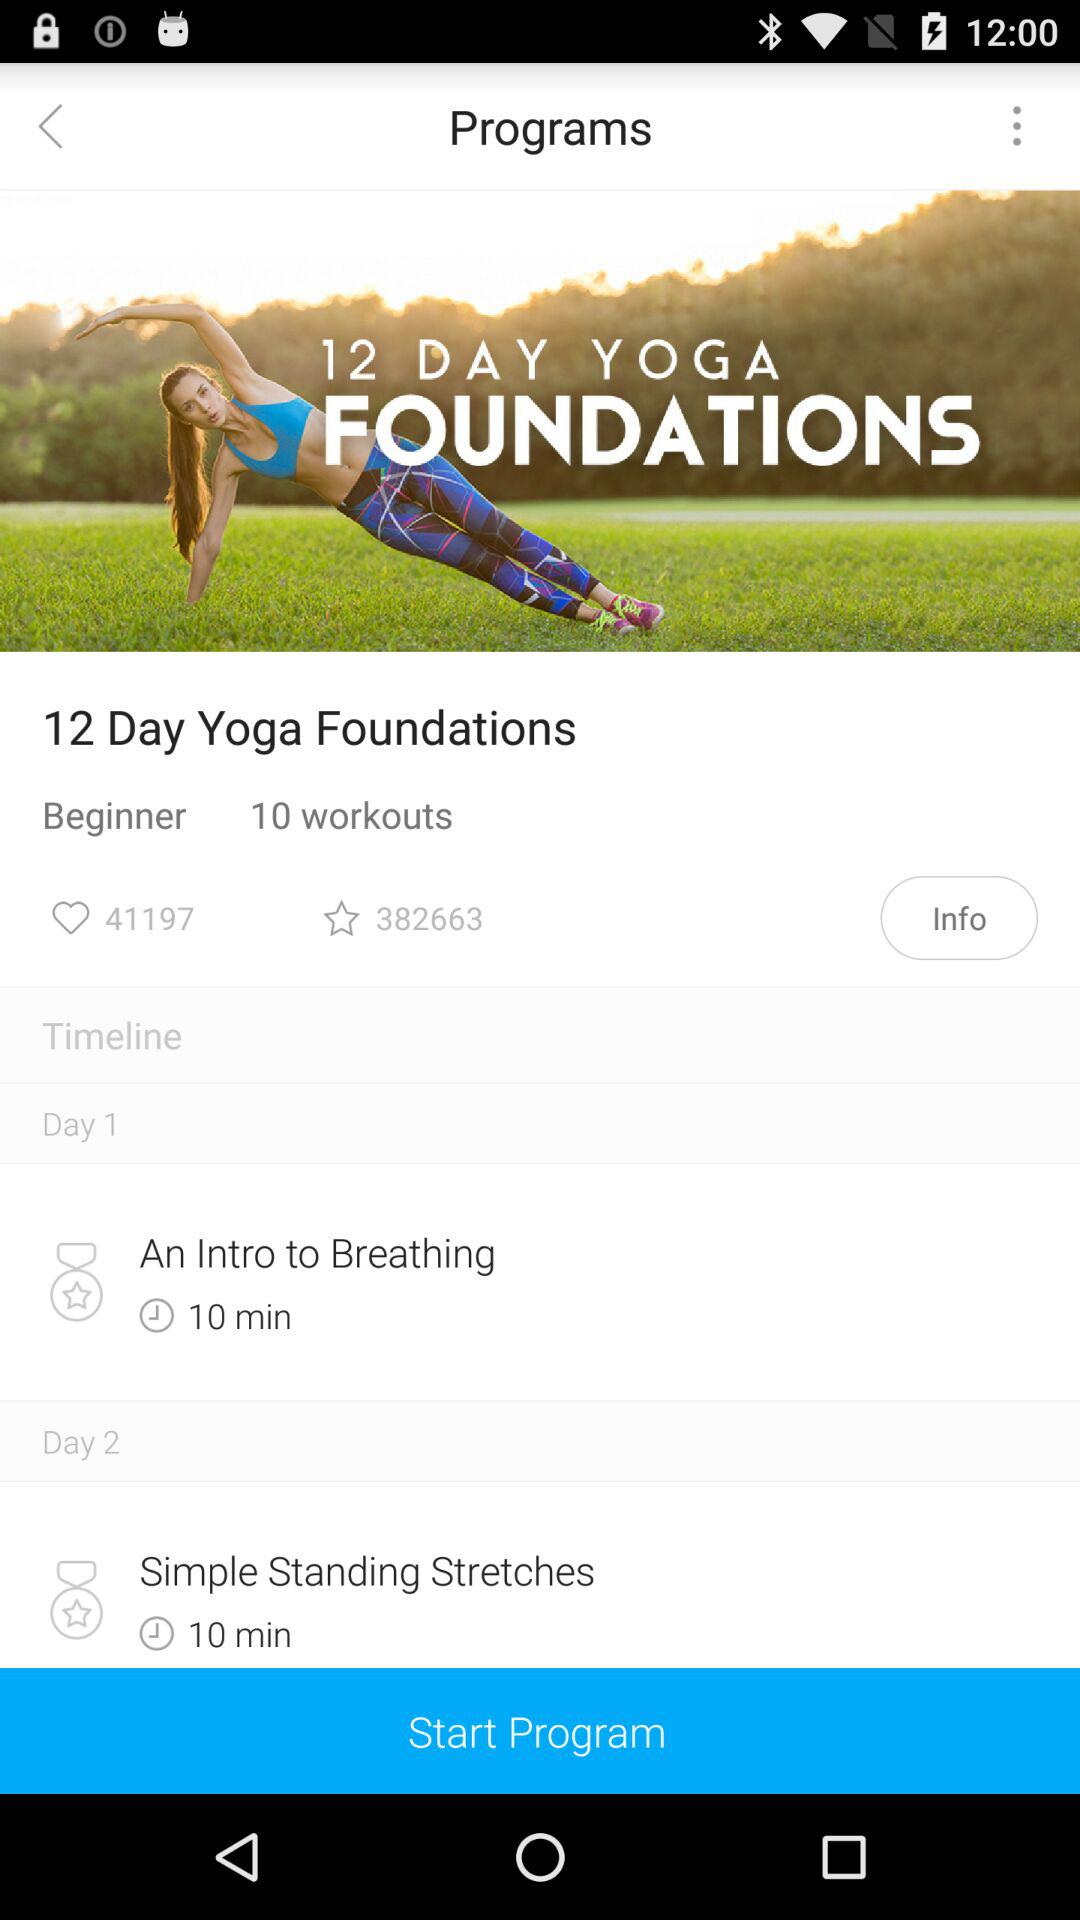 12:00
Programs
12 DAY YOGA
FOUNDATIONS
12 Day Yoga Foundations
Beginner 10 workouts
41197 382663 Info
Timeline
Day 1
An Intro to Breathing
10 min
Day 2
Simple Standing Stretches
10 min
Start Program